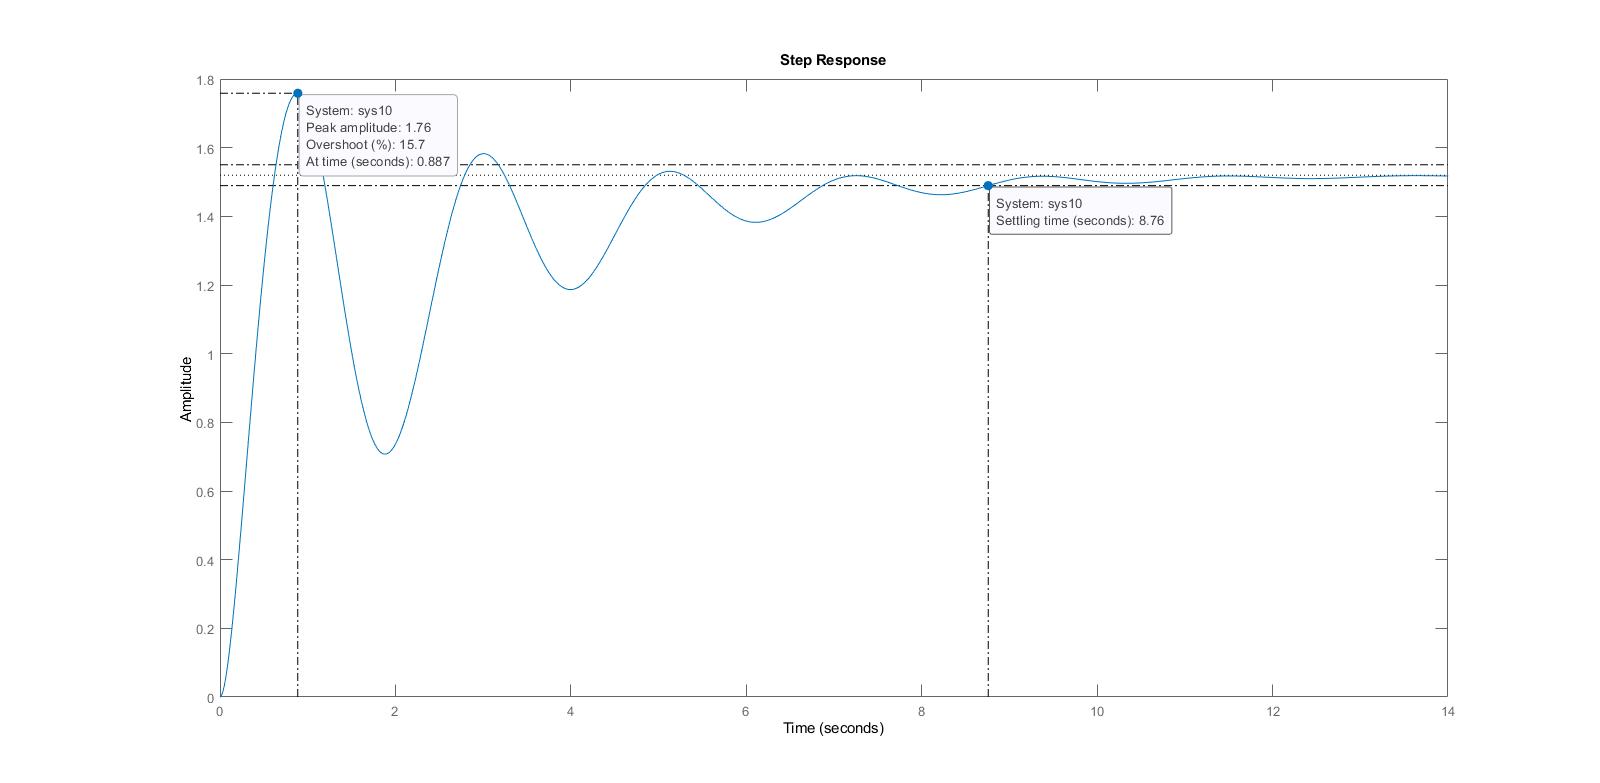 Step Response
1.8
1.6
1.4
1.2
1
0.8
0.6
0.4
0.2
0
Amplitude
System: sys10
Peak amplitude: 1.76
Overshoot (%): 15.7
At time (seconds): 0.887
System: sys10
Settling time (seconds): 8.76
0 2 4 6 8 10 12 14
Time (seconds)